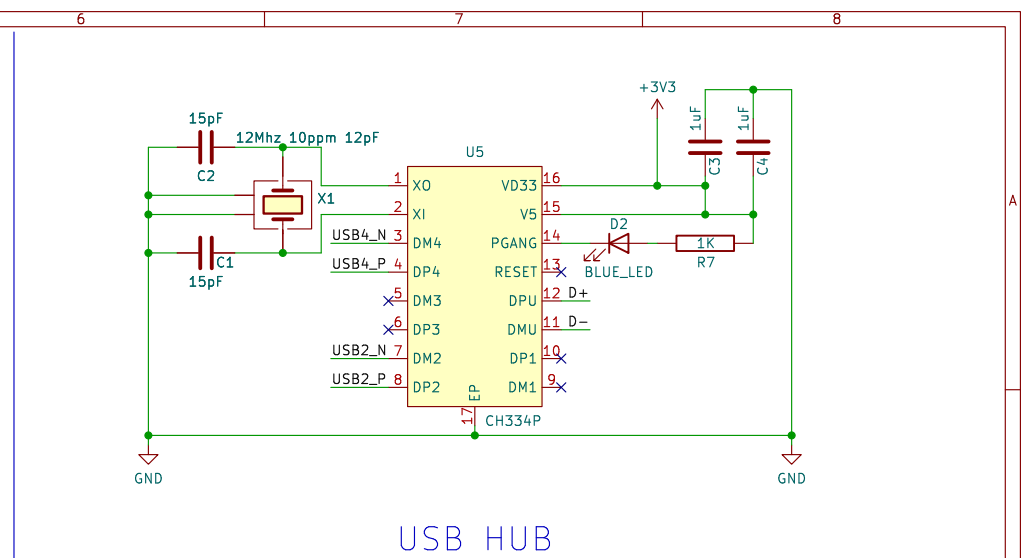 6 7 8
+3V3
15pF
1uF 1uF
12Mhz 10ppm 12pF
U5
C2
C3 C4
1 XO VD33 16
X1
A
2 XI V5 15
D2
USB4_N 3 DM4 PGANG 14
1K
C1
R7
USB4_P 4 DP4 RESET 13
BLUE_LED
15pF
5 DM3 DPU 12 D+
6 DP3 DMU 11 D-
USB2_N 7 DM2 DP1 10
USB2_P 8 DP2 DM1 9
EP
17
CH334P
GND GND
USB HUB